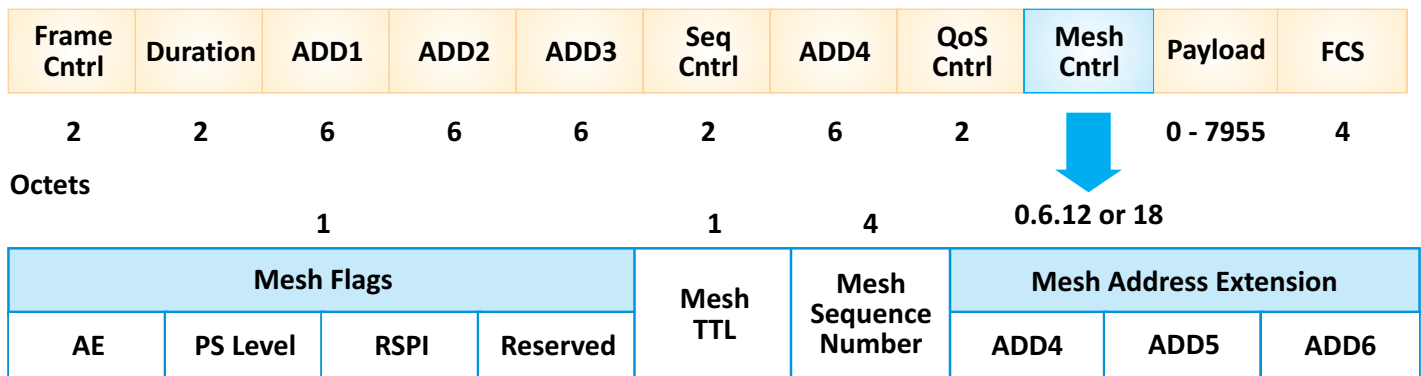 Frame Cntrl Duration ADD1 ADD2 ADD3 Seq Cntrl ADD4 QoS Cntrl Mesh Cntrl Payload FCS
2 2 6 6 6 2 6 2 0 - 7955 4
Octets
1 1 4 0.6.12 or 18
Mesh Flags Mesh TTL Mesh Sequence Number Mesh Address Extension
AE PS Level RSPI Reserved ADD4 ADD5 ADD6